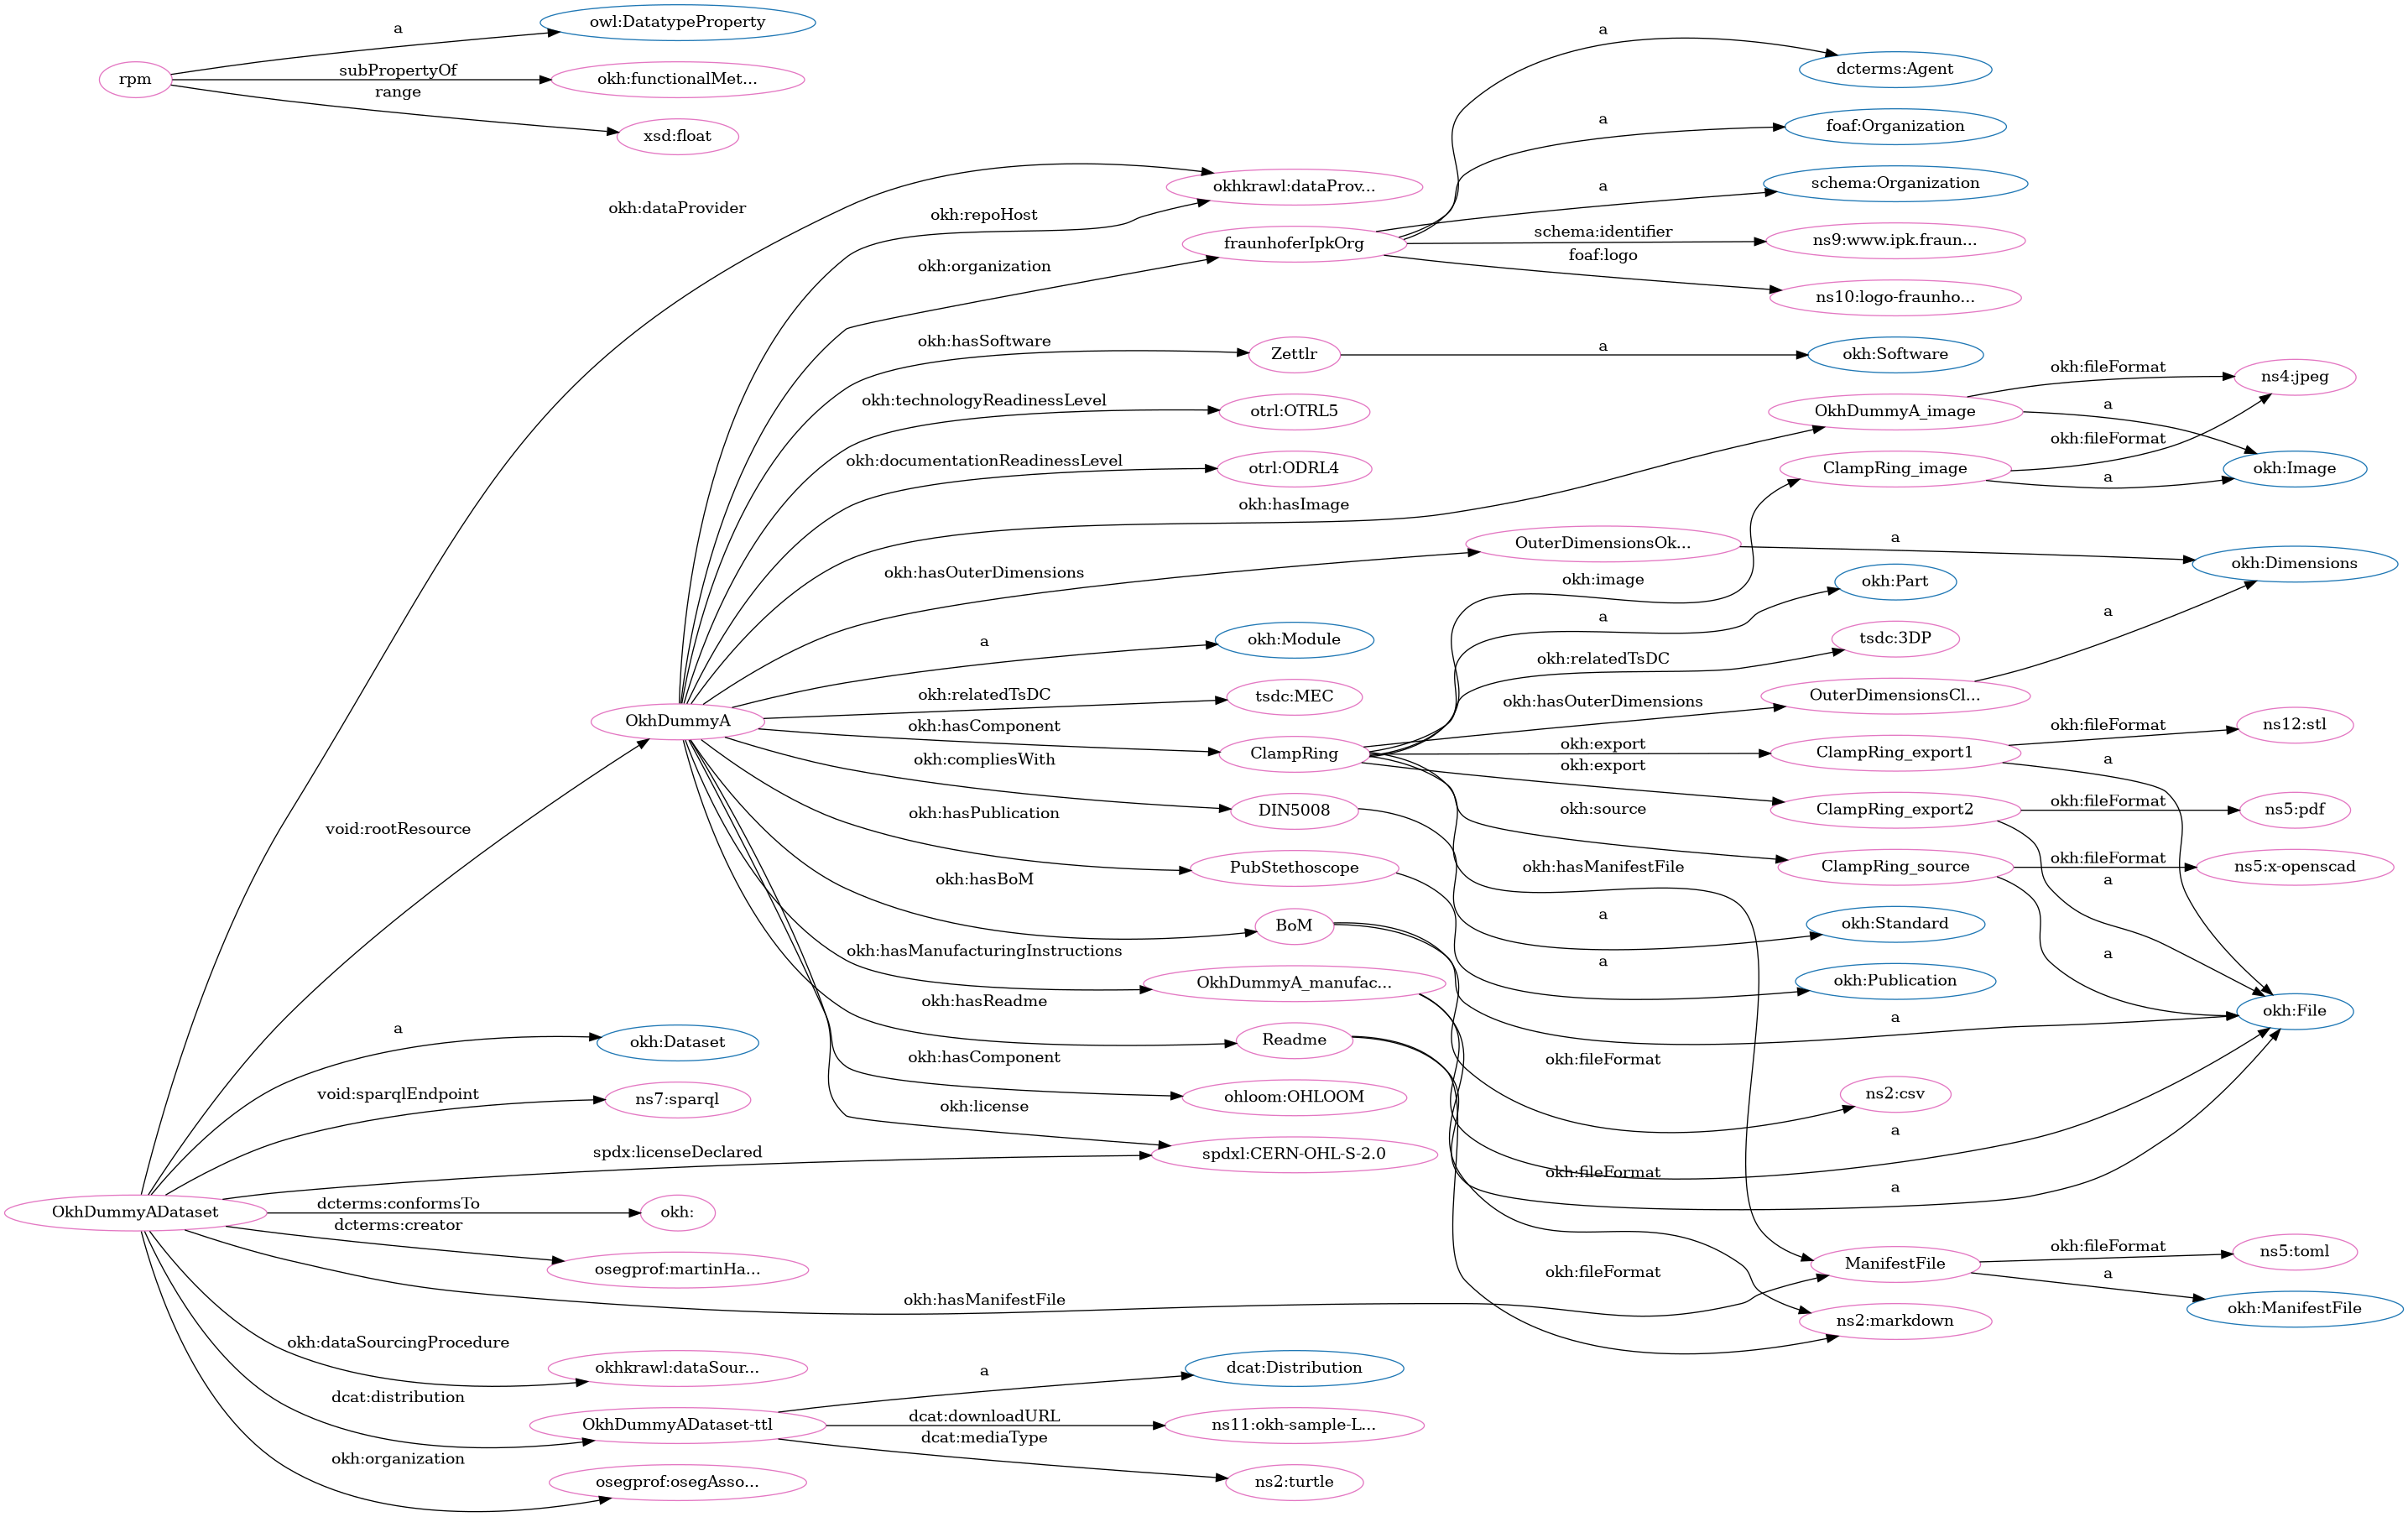 a
owl:DatatypeProperty
rpm
subPropertyOf
okh:functionalMet...
range
xsd:float
okh:dataProvider
okh:repoHost
okhkrawl:dataProv...
okh:organization
fraunhoferIpkOrg
a
dcterms:Agent
a
foaf:Organization
a
schema:Organization
schema:identifier
ns9:www.ipk.fraun...
foaf:logo
ns10:logo-fraunho...
okh:hasSoftware
Zettlr
a
okh:Software
okh:technologyReadinessLevel
otrl:OTRL5
okh:documentationReadinessLevel
otrl:ODRL4
okh:hasImage
OkhDummyA_image
okh:fileFormat
ns4:jpeg
a
okh:fileFormat
ClampRing_image
a
okh:Image
okh:hasOuterDimensions
OuterDimensionsOk...
a
okh:Dimensions
okh:image
okh:Part
a
a
okh:Module
okh:relatedTsDC
tsdc:3DP
a
okh:relatedTsDC
tsdc:MEC
okh:hasOuterDimensions
OuterDimensionsCl...
OkhDummyA
okh:hasComponent
ClampRing
okh:export
ClampRing_export1
okh:fileFormat
ns12:stl
a
okh:compliesWith
okh:export
ClampRing_export2
okh:fileFormat
ns5:pdf
DIN5008
okh:source
okh:hasPublication
void:rootResource
PubStethoscope
okh:hasManifestFile
ClampRing_source
okh:fileFormat
ns5:x-openscad
a
okh:hasBoM
BoM
a
okh:Standard
okh:hasManufacturingInstructions
a
a
OkhDummyA_manufac...
okh:Publication
okh:hasReadme
okh:File
a
a
okh:Dataset
Readme
okh:hasComponent
okh:fileFormat
void:sparqlEndpoint
ns7:sparql
ohloom:OHLOOM
ns2:csv
okh:license
a
spdx:licenseDeclared
spdxl:CERN-OHL-S-2.0
okh:fileFormat
a
OkhDummyADataset
dcterms:conformsTo
okh:
dcterms:creator
osegprof:martinHa...
okh:fileFormat
ManifestFile
okh:fileFormat
ns5:toml
a
okh:ManifestFile
okh:hasManifestFile
ns2:markdown
okh:dataSourcingProcedure
okhkrawl:dataSour...
a
dcat:Distribution
dcat:distribution
OkhDummyADataset-ttl
dcat:downloadURL
ns11:okh-sample-L...
dcat:mediaType
ns2:turtle
okh:organization
osegprof:osegAsso...